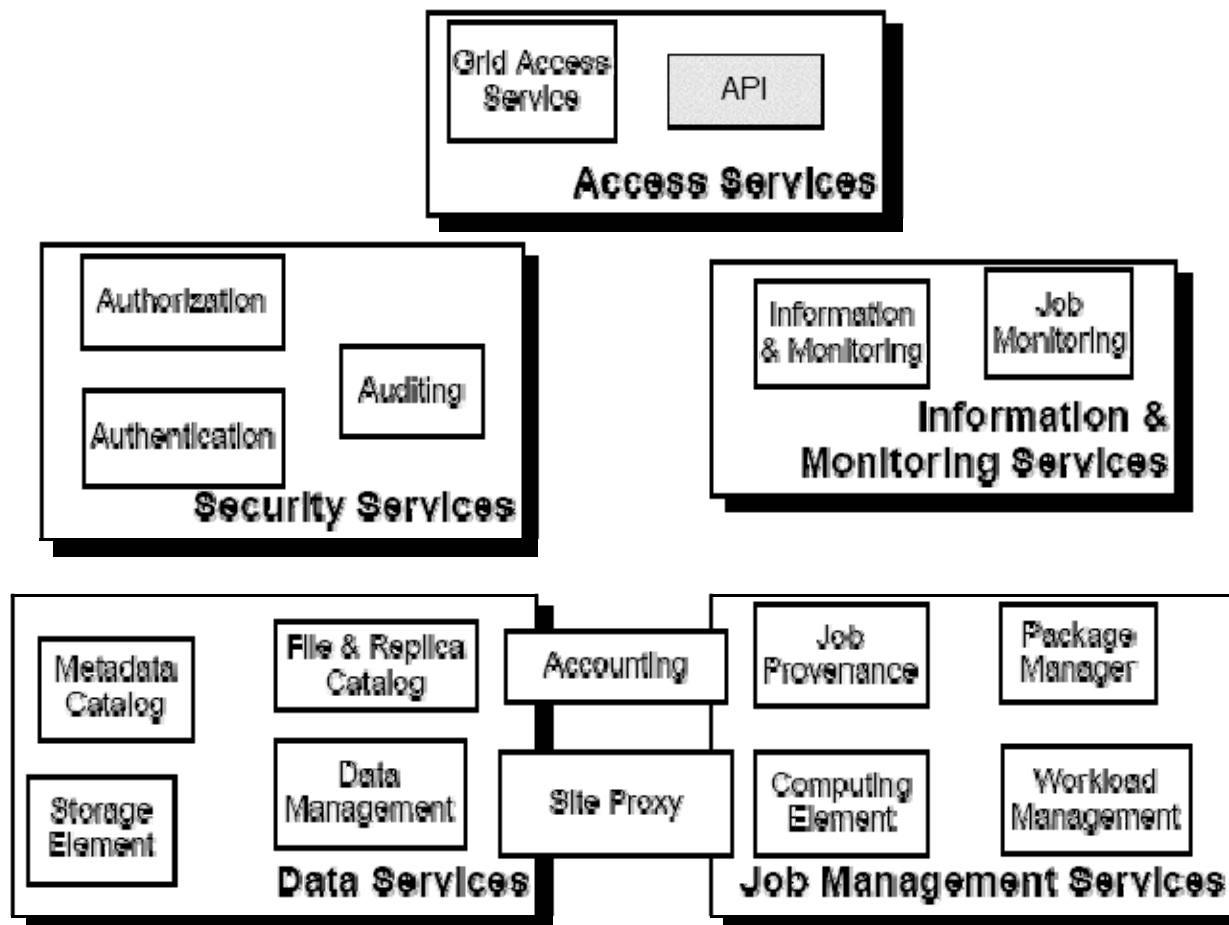 Grid Access
Service
API
Access Services
Authorization
Auditing
Authentication
Security Services
Information
& Monitoring
Job
Monitoring
Information &
Monitoring Services
Metadata
Catalog
File & Replica
Catalog
Storage
Element
Data
Management
Data Services
Accounting
Site Proxy
Job
Provenance
Package
Manager
Computing
Element
Workload
Management
Job Management Services